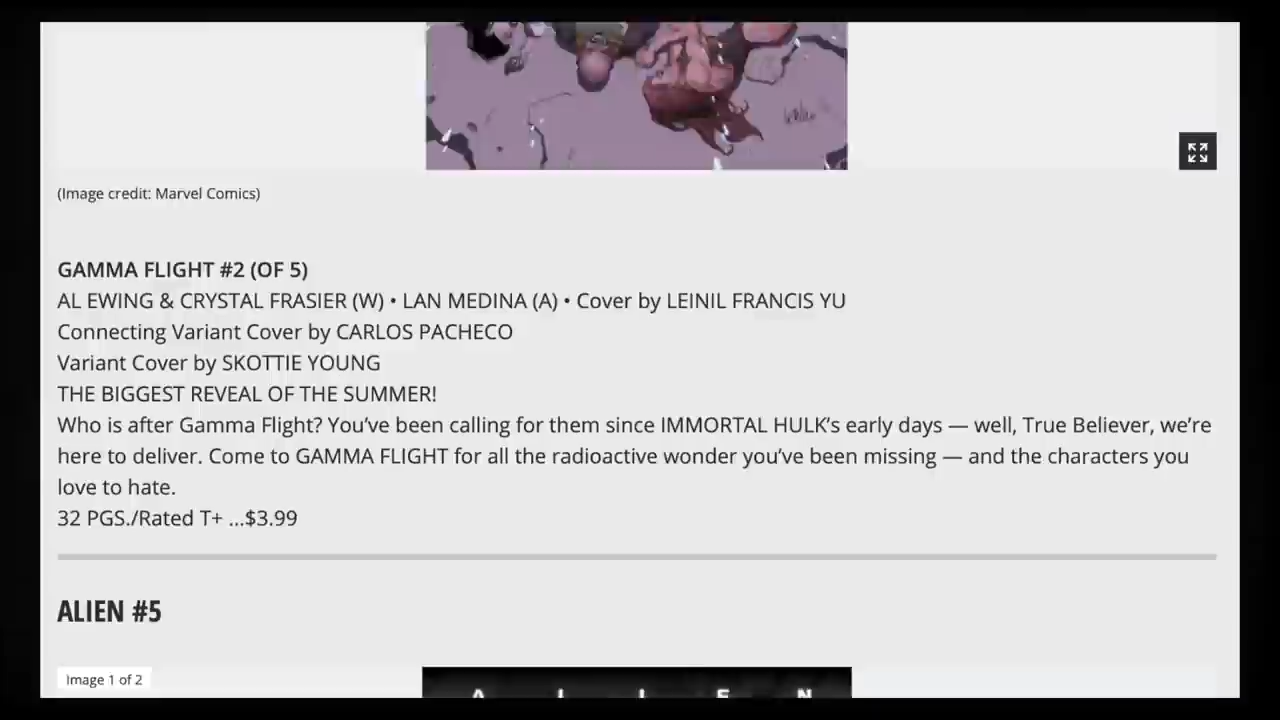 (Image credit: Marvel Comics)
GAMMA FLIGHT #2 (OF 5)
AL EWING & CRYSTAL FRASIER (W) • LAN MEDINA (A) • Cover by LEINIL FRANCIS YU
Connecting Variant Cover by CARLOS PACHECO
Variant Cover by SKOTTIE YOUNG
THE BIGGEST REVEAL OF THE SUMMER!
Who is after Gamma Flight? You’ve been calling for them since IMMORTAL HULK’s early days — well, True Believer, we’re
here to deliver. Come to GAMMA FLIGHT for all the radioactive wonder you’ve been missing — and the characters you
love to hate.
32 PGS./Rated T+ ...$3.99
ALIEN #5
Image 1 of 2
A L I E N